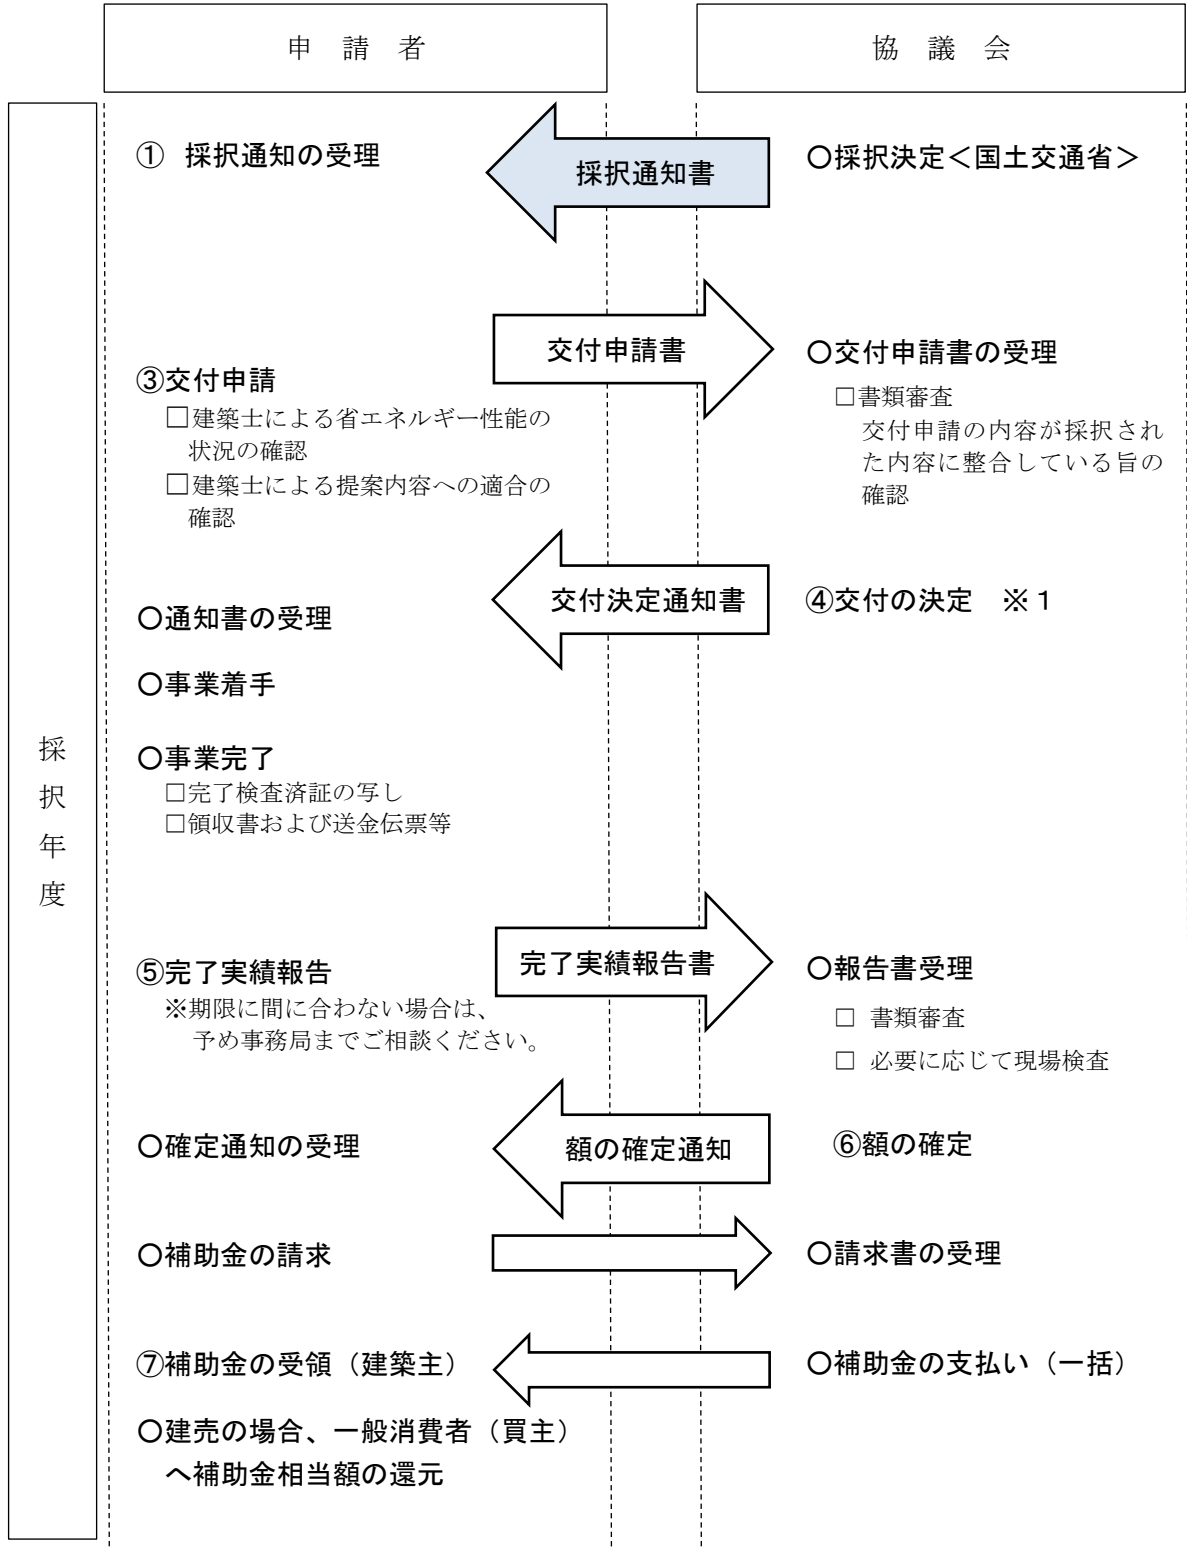 申 請 者
協 議 会
採択年度
① 採択通知の受理
採択通知書
〇採択決定＜国土交通省＞
交付申請書
〇交付申請書の受理
③交付申請
□書類審査
□建築士による省エネルギー性能の
状況の確認
交付申請の内容が採択され
た内容に整合している旨の
確認
□建築士による提案内容への適合の
確認
交付決定通知書
④交付の決定　※１
〇通知書の受理
〇事業着手
〇事業完了
□完了検査済証の写し
□領収書および送金伝票等
⑤完了実績報告
完了実績報告書
〇報告書受理
※期限に間に合わない場合は、
予め事務局までご相談ください。
□ 書類審査
□ 必要に応じて現場検査
〇確定通知の受理
額の確定通知
⑥額の確定
〇補助金の請求
〇請求書の受理
⑦補助金の受領（建築主）
〇補助金の支払い（一括）
〇建売の場合、一般消費者（買主）
へ補助金相当額の還元